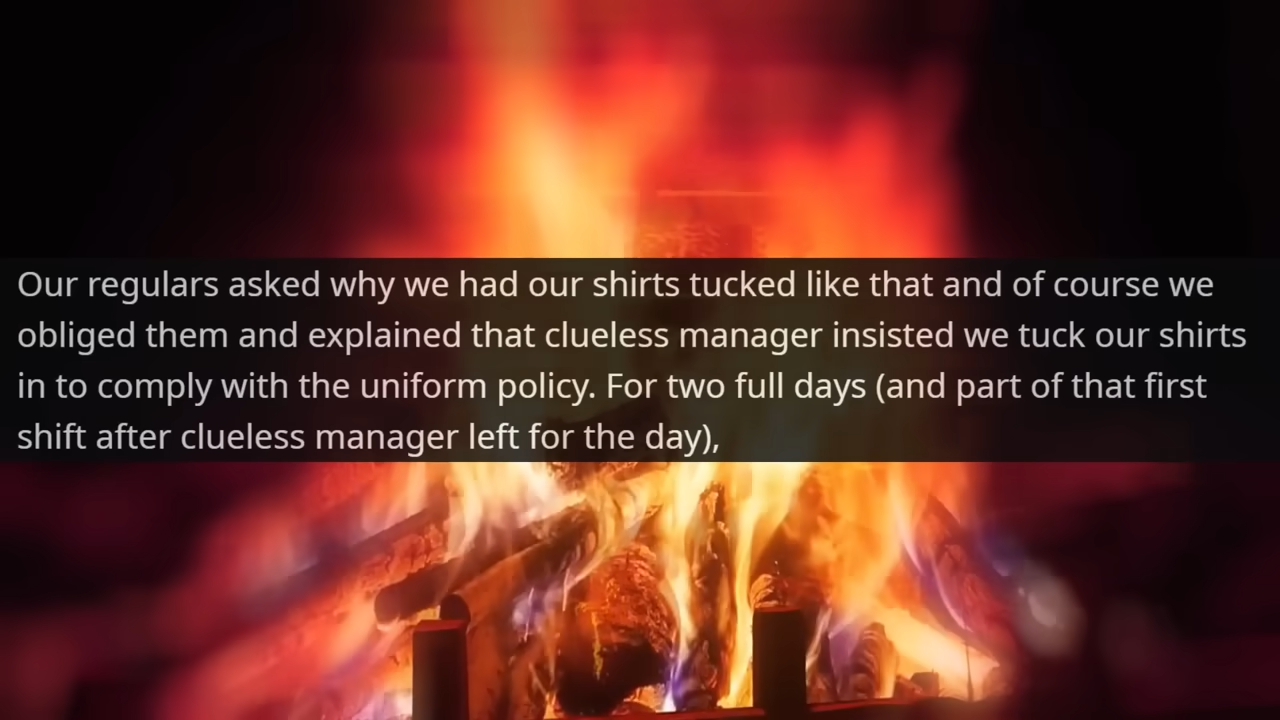 Our regulars asked why we had our shirts tucked like that and of course we
obliged them and explained that clueless manager insisted we tuck our shirts
in to comply with the uniform policy. For two full days (and part of that first
shift after clueless manager left for the day),